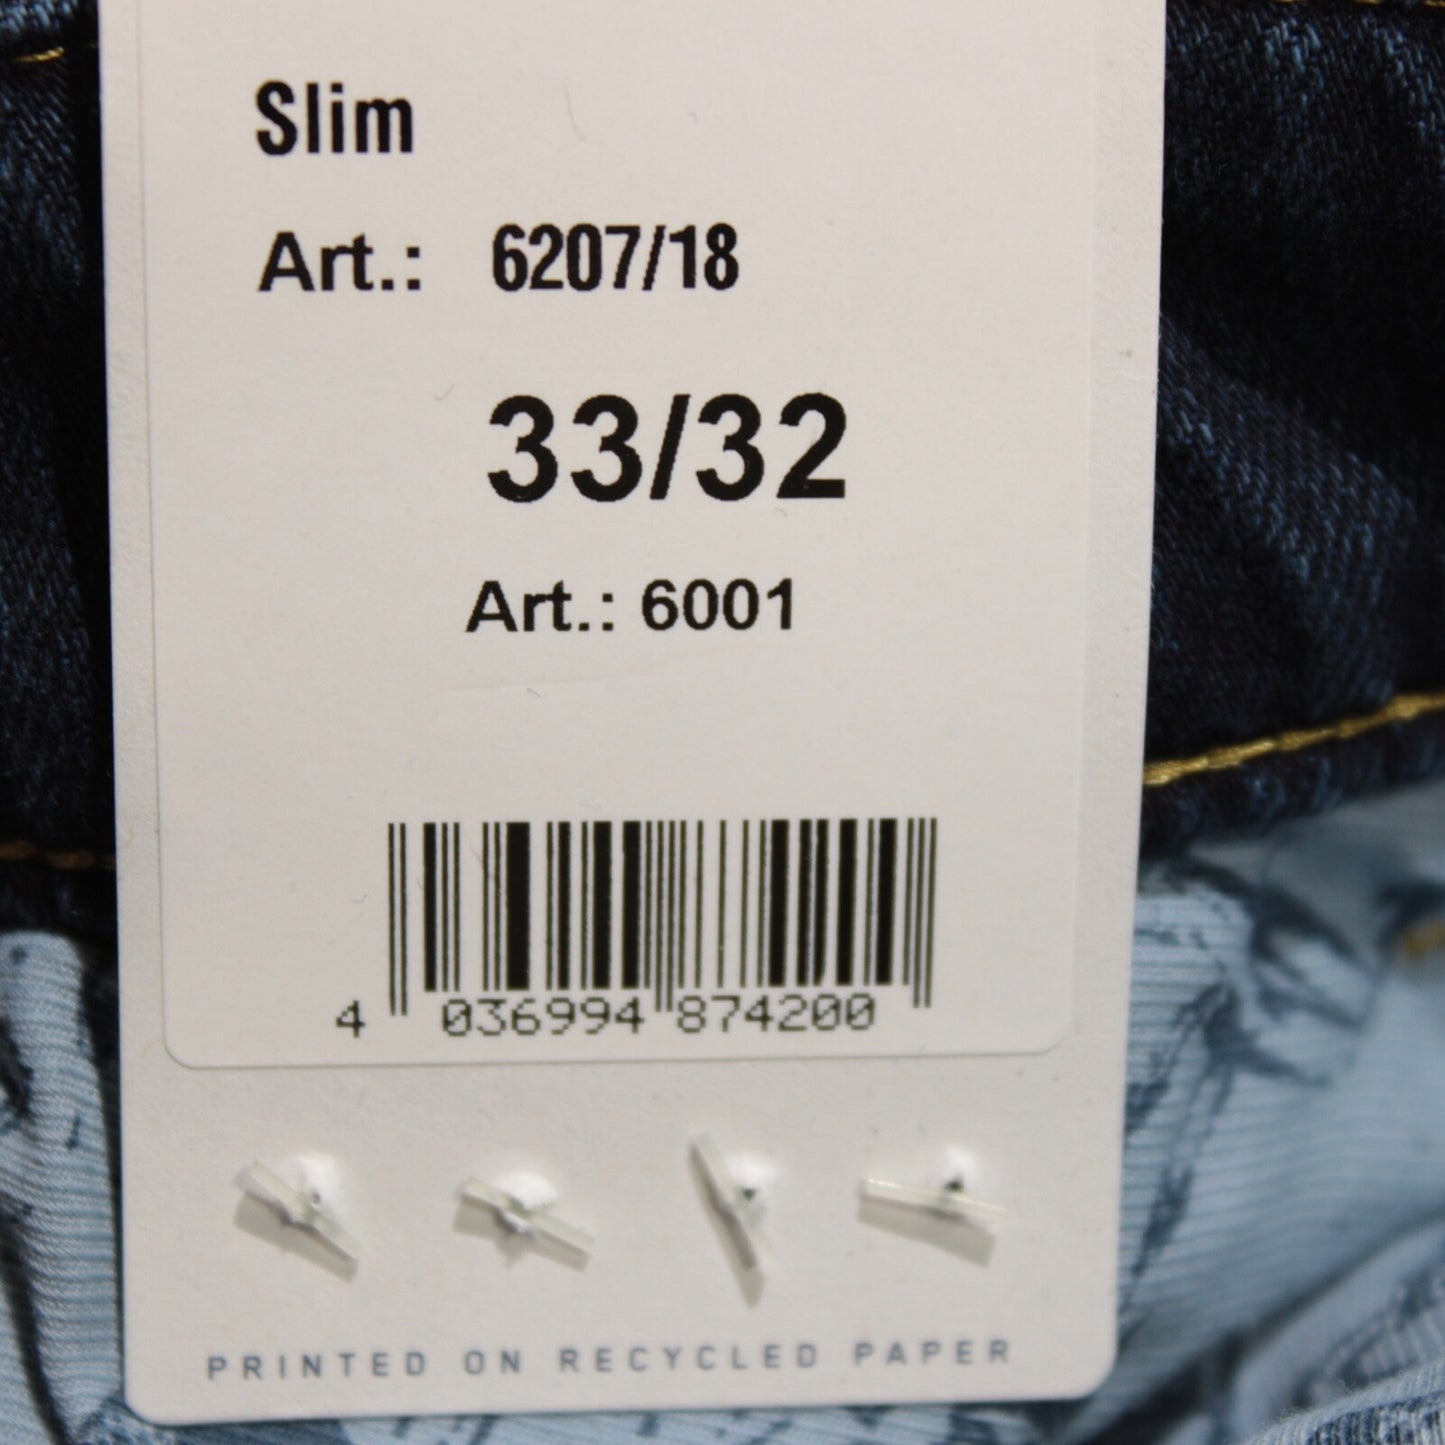 Slim
Art.: 6207/18
33/32
Art.: 6001
4 036994 874200
PRINTED ON RECYCLED PAPER